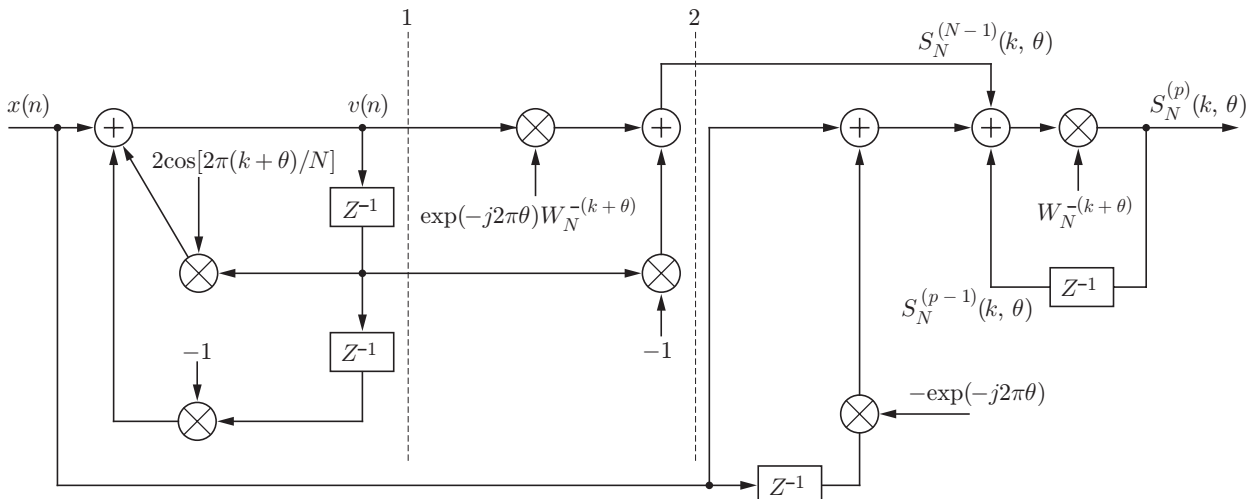 1
2
S_N^{(N-1)}(k, θ)
x(n)
v(n)
S_N^{(p)}(k, θ)
+
+
+
+
2cos[2π(k+θ)/N]
Z^{-1}
exp(-j2πθ)W_N^{-(k+θ)}
W_N^{-(k+θ)}
Z^{-1}
S_N^{(p-1)}(k, θ)
-1
Z^{-1}
-1
-exp(-j2πθ)
Z^{-1}